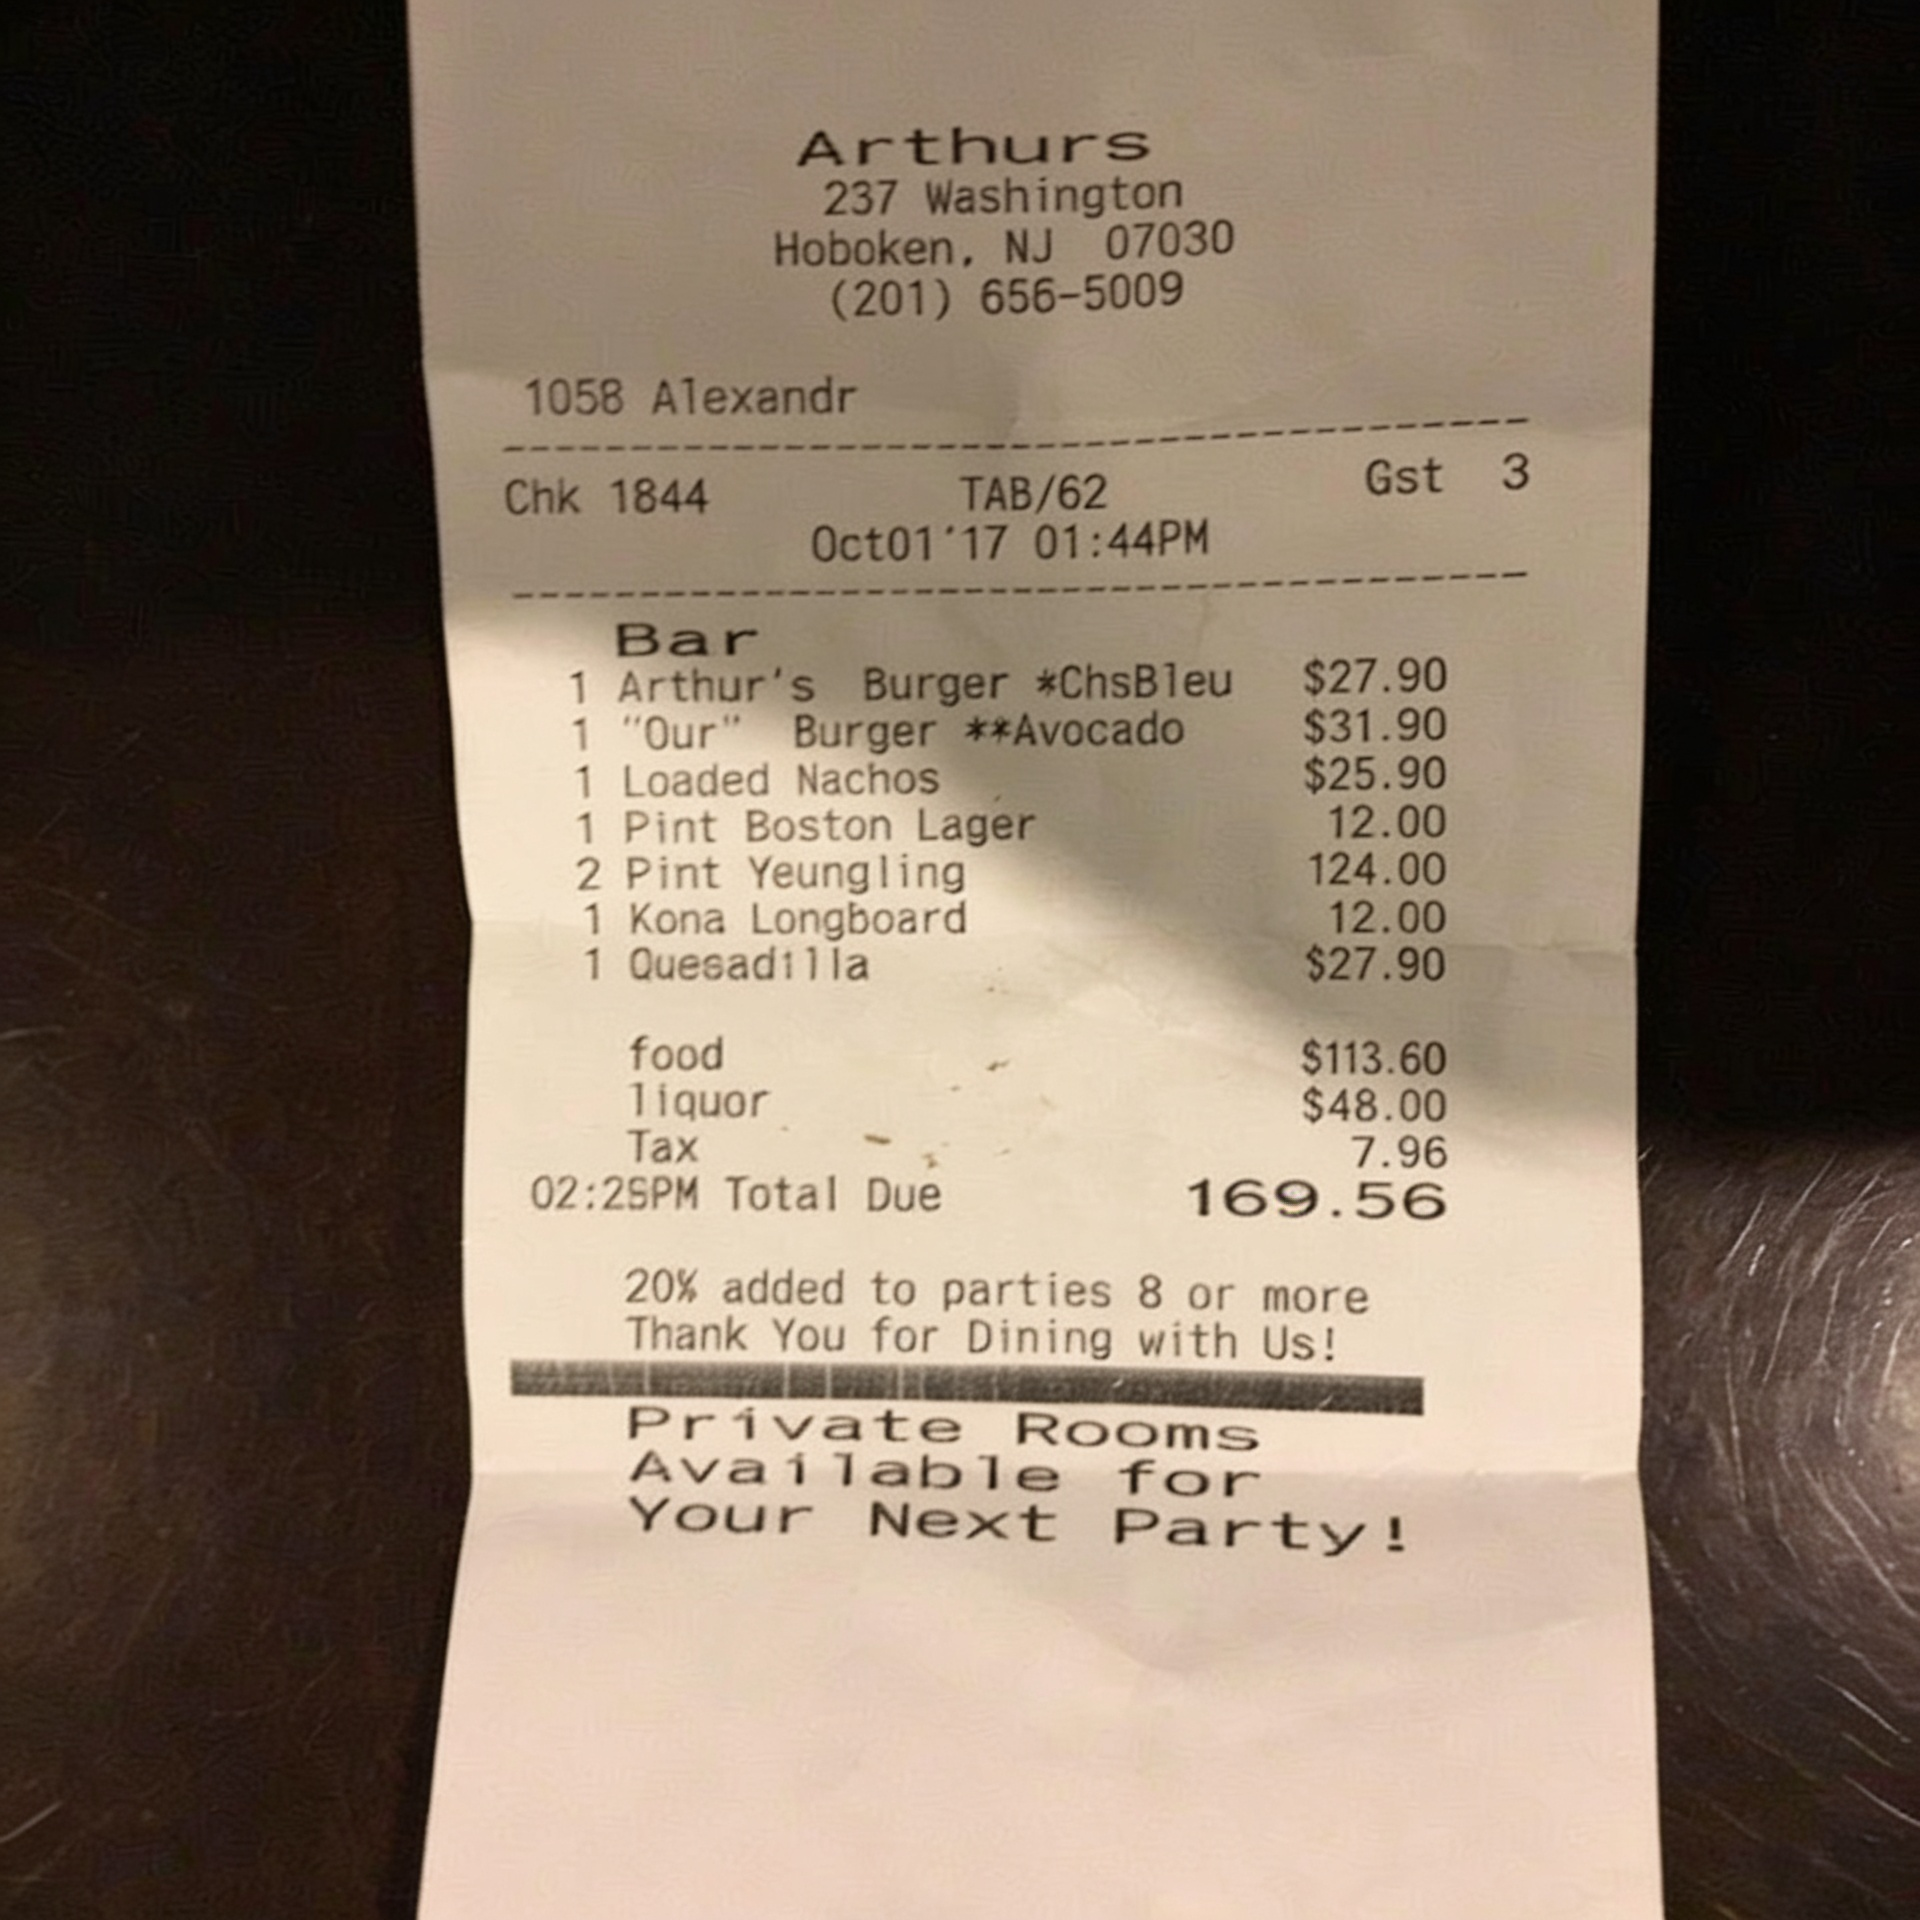 Arthurs
237 Washington
Hoboken, NJ 07030
(201) 656-5009
1058 Alexandr
Chk 1844 TAB/62 Gst 3
Oct01'17 01:44PM
Bar
1 Arthur's Burger *ChsBleu $27.90
1 "Our" Burger **Avocado $31.90
1 Loaded Nachos $25.90
1 Pint Boston Lager 12.00
2 Pint Yeungling 124.00
1 Kona Longboard 12.00
1 Quesadilla $27.90
food $113.60
liquor $48.00
Tax 7.96
Total Due 169.56
20% added to parties 8 or more
Thank You for Dining with Us!
Private Rooms
Available for
Your Next Party!